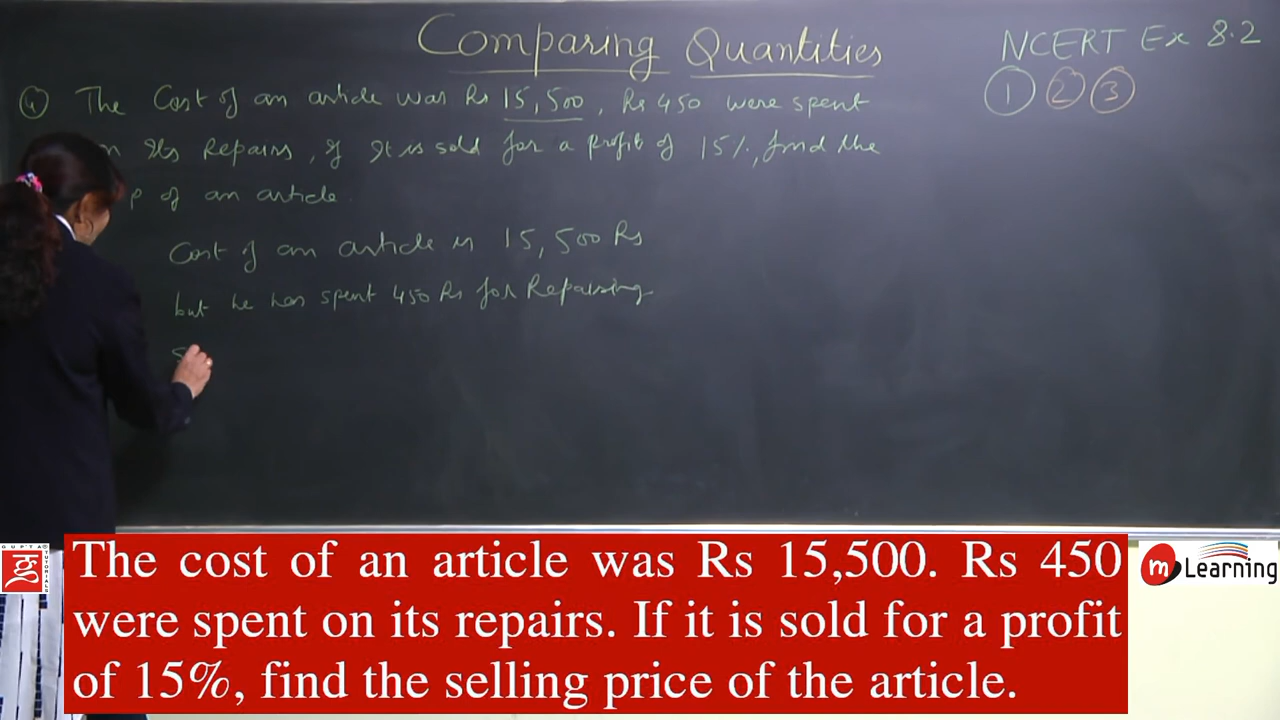 Comparing Quantities
NCERT Ex 8.2
1 2 3
4 The Cost of an article was Rs 15,500, Rs 450 were spent
n Its Repairs, if It is sold for a profit of 15%, find the
p of an article.
Cost of an article is 15,500 Rs
but he has spent 450 Rs for Repairing
The cost of an article was Rs 15,500. Rs 450
were spent on its repairs. If it is sold for a profit
of 15%, find the selling price of the article.
GUPTA TUTORIALS
m Learning